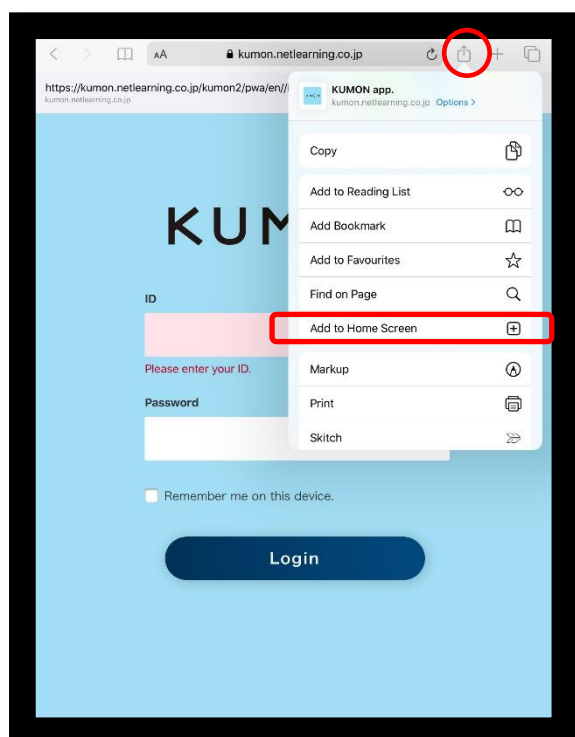 AA kumon.netlearning.co.jp
https://kumon.netlearning.co.jp/kumon2/pwa/en//
kumon.netlearning.co.jp
KUMON app.
kumon.netlearning.co.jp Options >
Copy
Add to Reading List
Add Bookmark
Add to Favourites
Find on Page
Add to Home Screen
Markup
Print
Skitch
KUM
ID
Please enter your ID.
Password
Remember me on this device.
Login